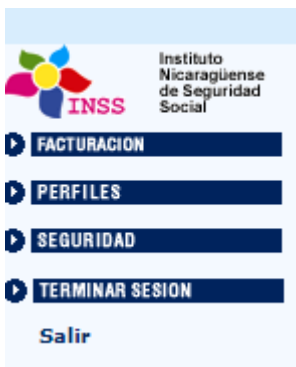 Instituto
Nicaragüense
de Seguridad
Social
INSS
FACTURACION
PERFILES
SEGURIDAD
TERMINAR SESION
Salir